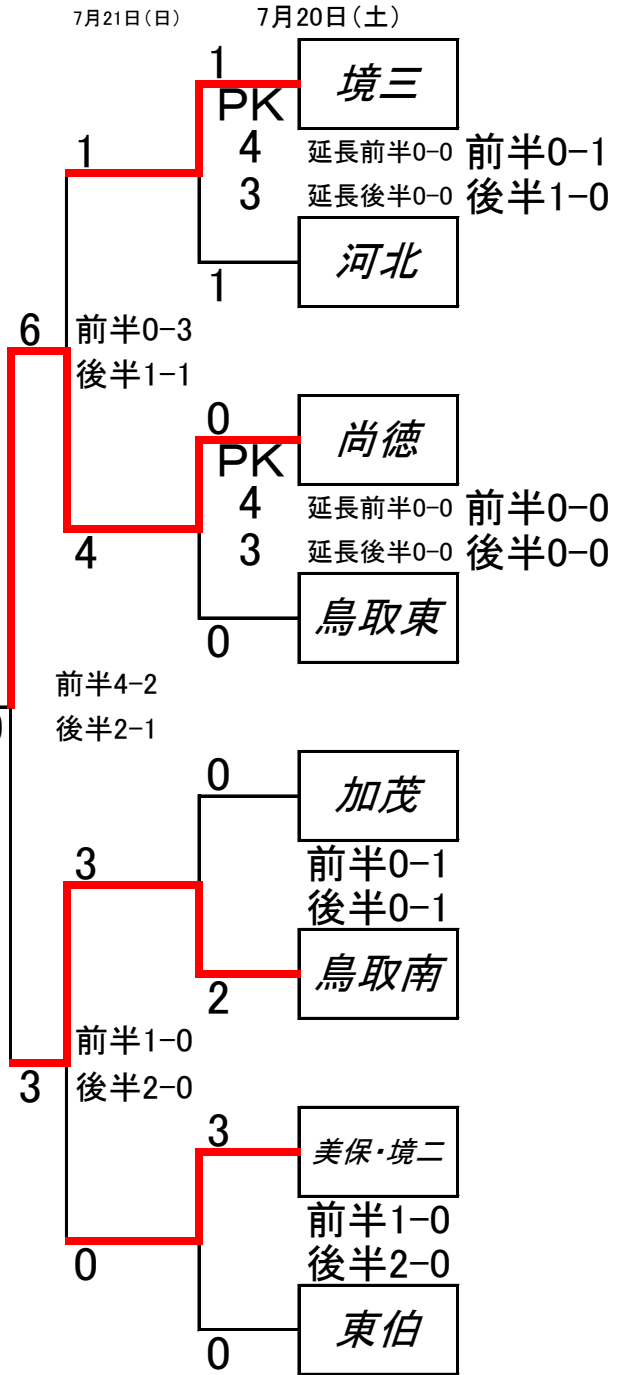 7月21日(日) 7月20日(土)
1 境三
PK
4 延長前半0-0 前半0-1
3 延長後半0-0 後半1-0
1
1 河北
6 前半0-3
後半1-1
0 尚徳
PK
4 延長前半0-0 前半0-0
3 延長後半0-0 後半0-0
4
0 鳥取東
前半4-2
後半2-1
0 加茂
3 前半0-1
後半0-1
2 鳥取南
前半1-0
3 後半2-0
3 美保・境二
前半1-0
後半2-0
0
0 東伯